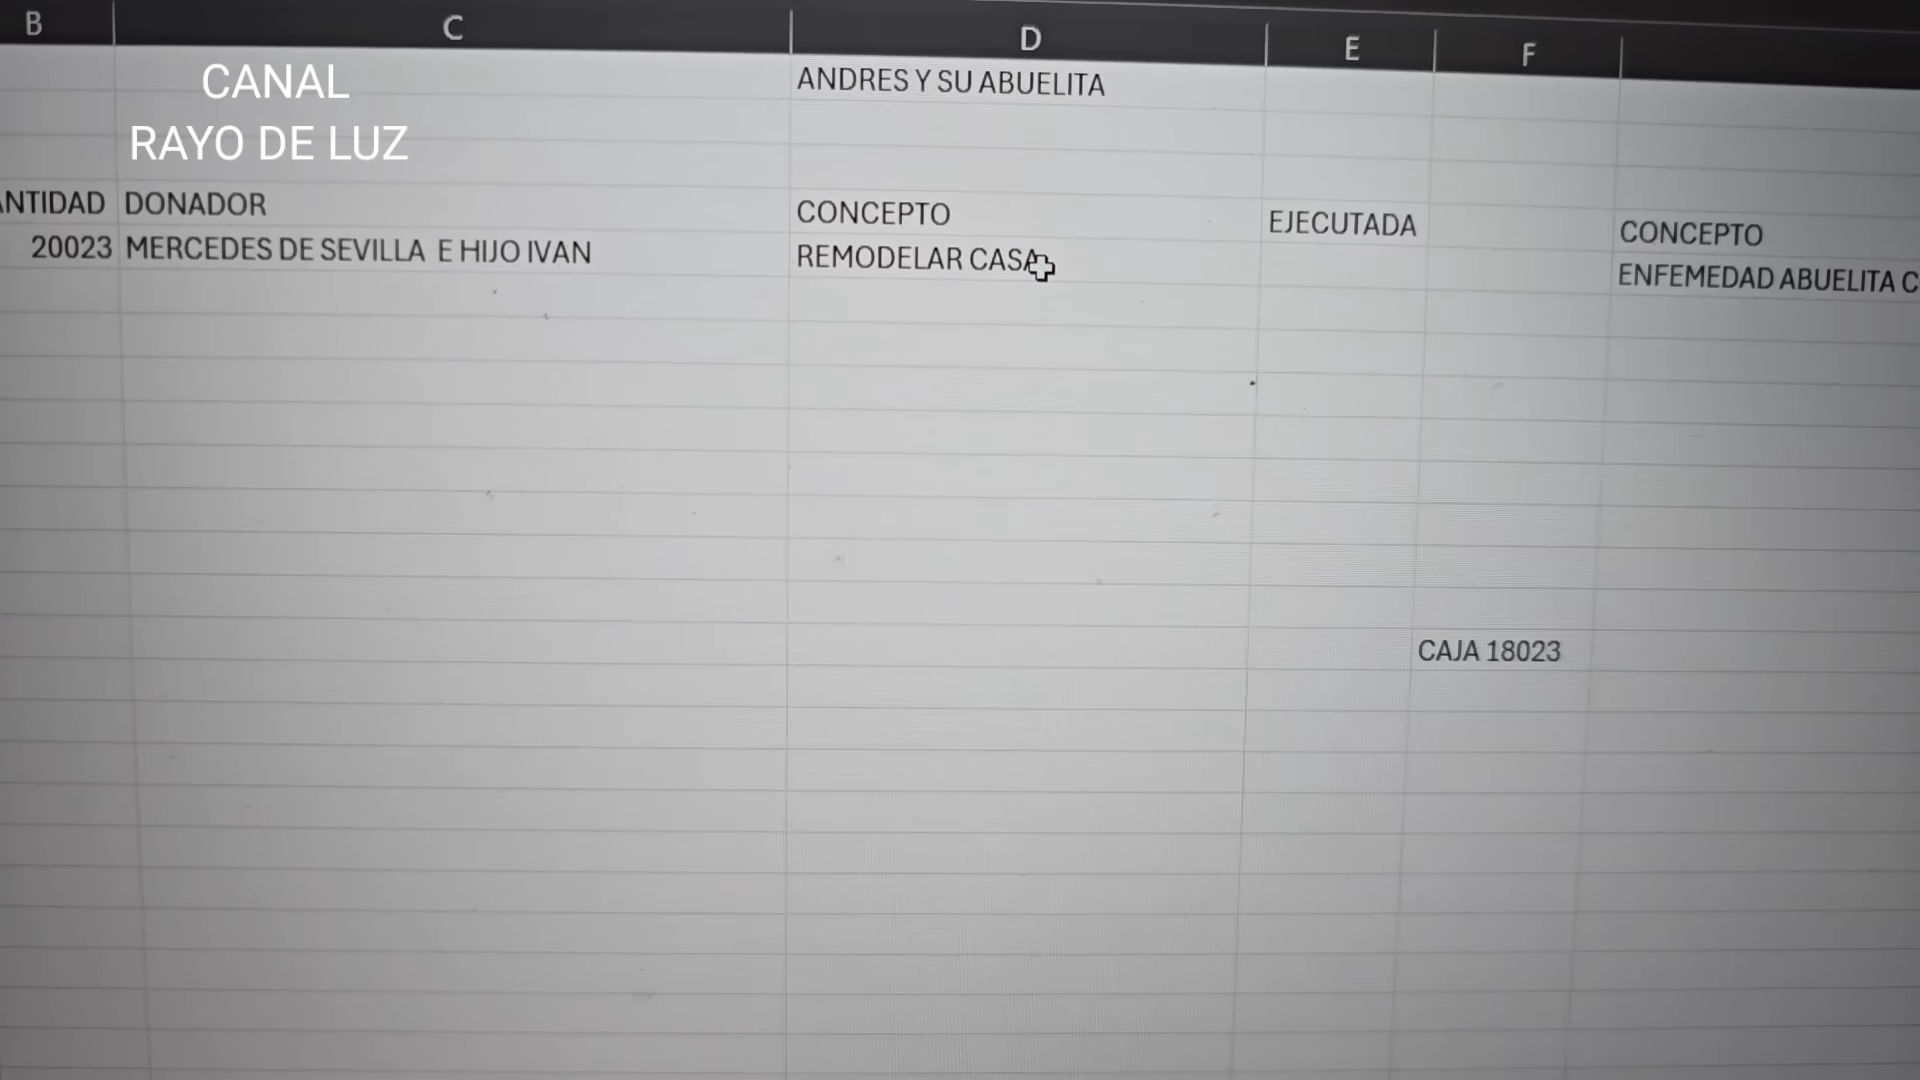 B C D E F
CANAL
RAYO DE LUZ
ANDRES Y SU ABUELITA
ANTIDAD DONADOR CONCEPTO EJECUTADA CONCEPTO
20023 MERCEDES DE SEVILLA E HIJO IVAN REMODELAR CASA ENFEMEDAD ABUELITA C
CAJA 18023